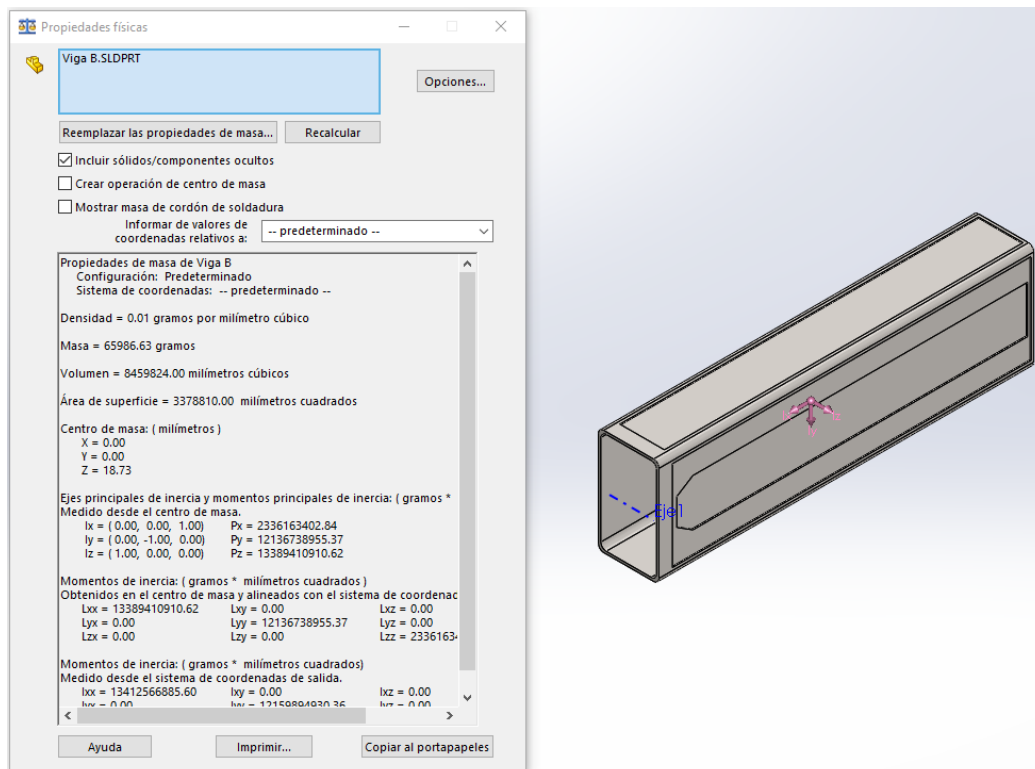 Propiedades físicas
Viga B.SLDPRT
Opciones...
Reemplazar las propiedades de masa...
Recalcular
Incluir sólidos/componentes ocultos
Crear operación de centro de masa
Mostrar masa de cordón de soldadura
Informar de valores de
coordenadas relativos a:
-- predeterminado --
Propiedades de masa de Viga B
Configuración: Predeterminado
Sistema de coordenadas: -- predeterminado --
Densidad = 0.01 gramos por milímetro cúbico
Masa = 65986.63 gramos
Volumen = 8459824.00 milímetros cúbicos
Área de superficie = 3378810.00 milímetros cuadrados
Centro de masa: ( milímetros )
X = 0.00
Y = 0.00
Z = 18.73
Ejes principales de inercia y momentos principales de inercia: ( gramos *
Medido desde el centro de masa.
Ix = ( 0.00, 0.00, 1.00) Px = 2336163402.84
Iy = ( 0.00, -1.00, 0.00) Py = 12136738955.37
Iz = ( 1.00, 0.00, 0.00) Pz = 13389410910.62
Momentos de inercia: ( gramos * milímetros cuadrados )
Obtenidos en el centro de masa y alineados con el sistema de coordenac
Lxx = 13389410910.62 Lxy = 0.00 Lxz = 0.00
Lyx = 0.00 Lyy = 12136738955.37 Lyz = 0.00
Lzx = 0.00 Lzy = 0.00 Lzz = 2336163
Momentos de inercia: ( gramos * milímetros cuadrados)
Medido desde el sistema de coordenadas de salida.
Ixx = 13412566885.60 Ixy = 0.00 Ixz = 0.00
Iyx = 0.00 Iyy = 12159894930.36 Iyz = 0.00
Ayuda
Imprimir...
Copiar al portapapeles
Eje1